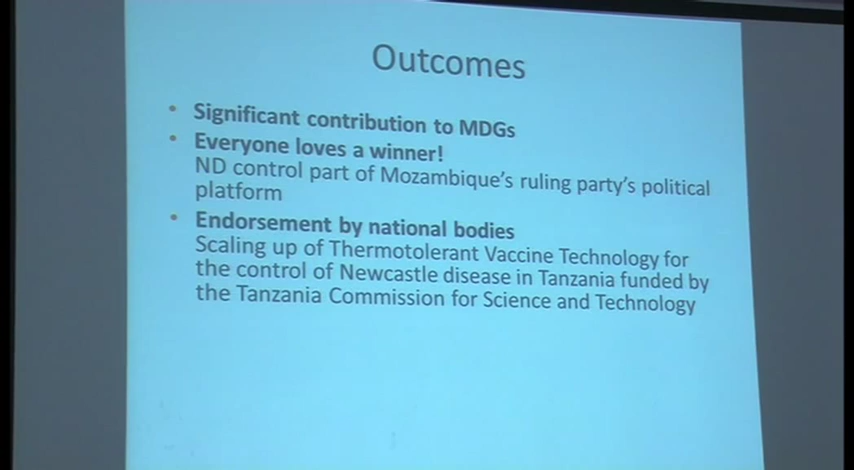 Outcomes
• Significant contribution to MDGs
• Everyone loves a winner!
ND control part of Mozambique's ruling party's political
platform
• Endorsement by national bodies
Scaling up of Thermotolerant Vaccine Technology for
the control of Newcastle disease in Tanzania funded by
the Tanzania Commission for Science and Technology